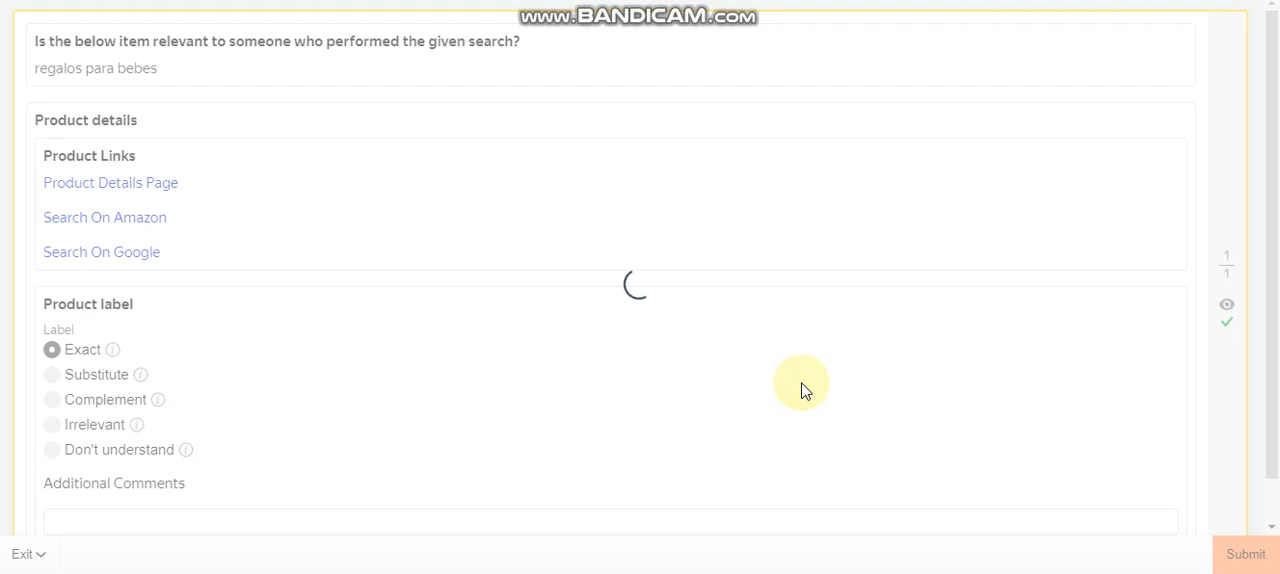 www.BANDICAM.com
Is the below item relevant to someone who performed the given search?
regalos para bebes
Product details
Product Links
Product Details Page
Search On Amazon
Search On Google
1
1
Product label
Label
Exact
Substitute
Complement
Irrelevant
Don't understand
Additional Comments
Exit
Submit